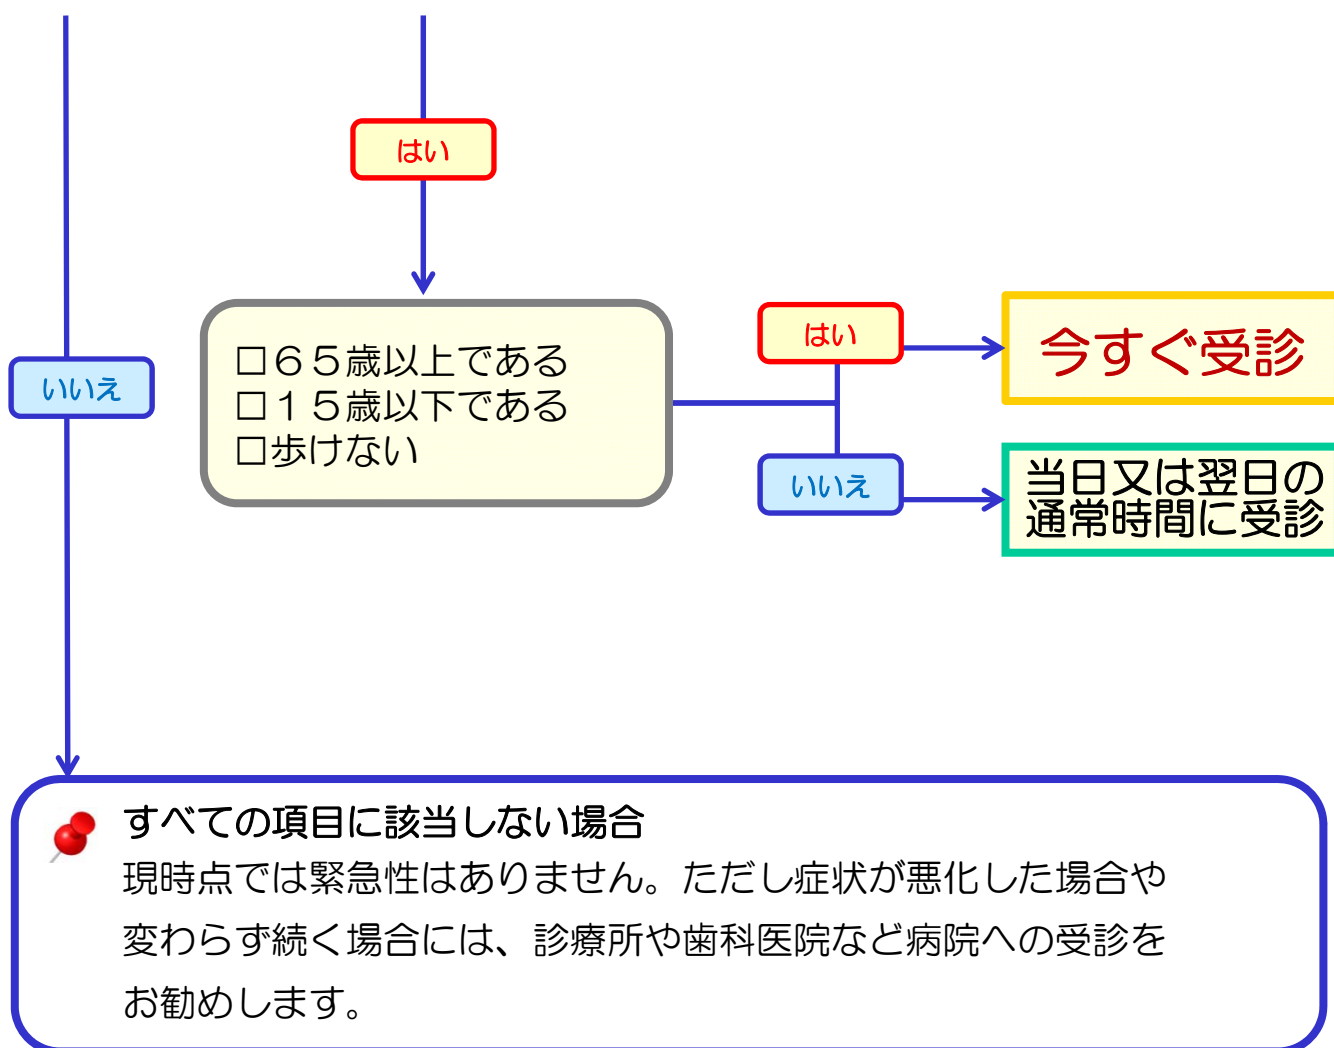 はい
はい
今すぐ受診
□６５歳以上である
□１５歳以下である
□歩けない
いいえ
いいえ
当日又は翌日の
通常時間に受診
すべての項目に該当しない場合
現時点では緊急性はありません。ただし症状が悪化した場合や
変わらず続く場合には、診療所や歯科医院など病院への受診を
お勧めします。